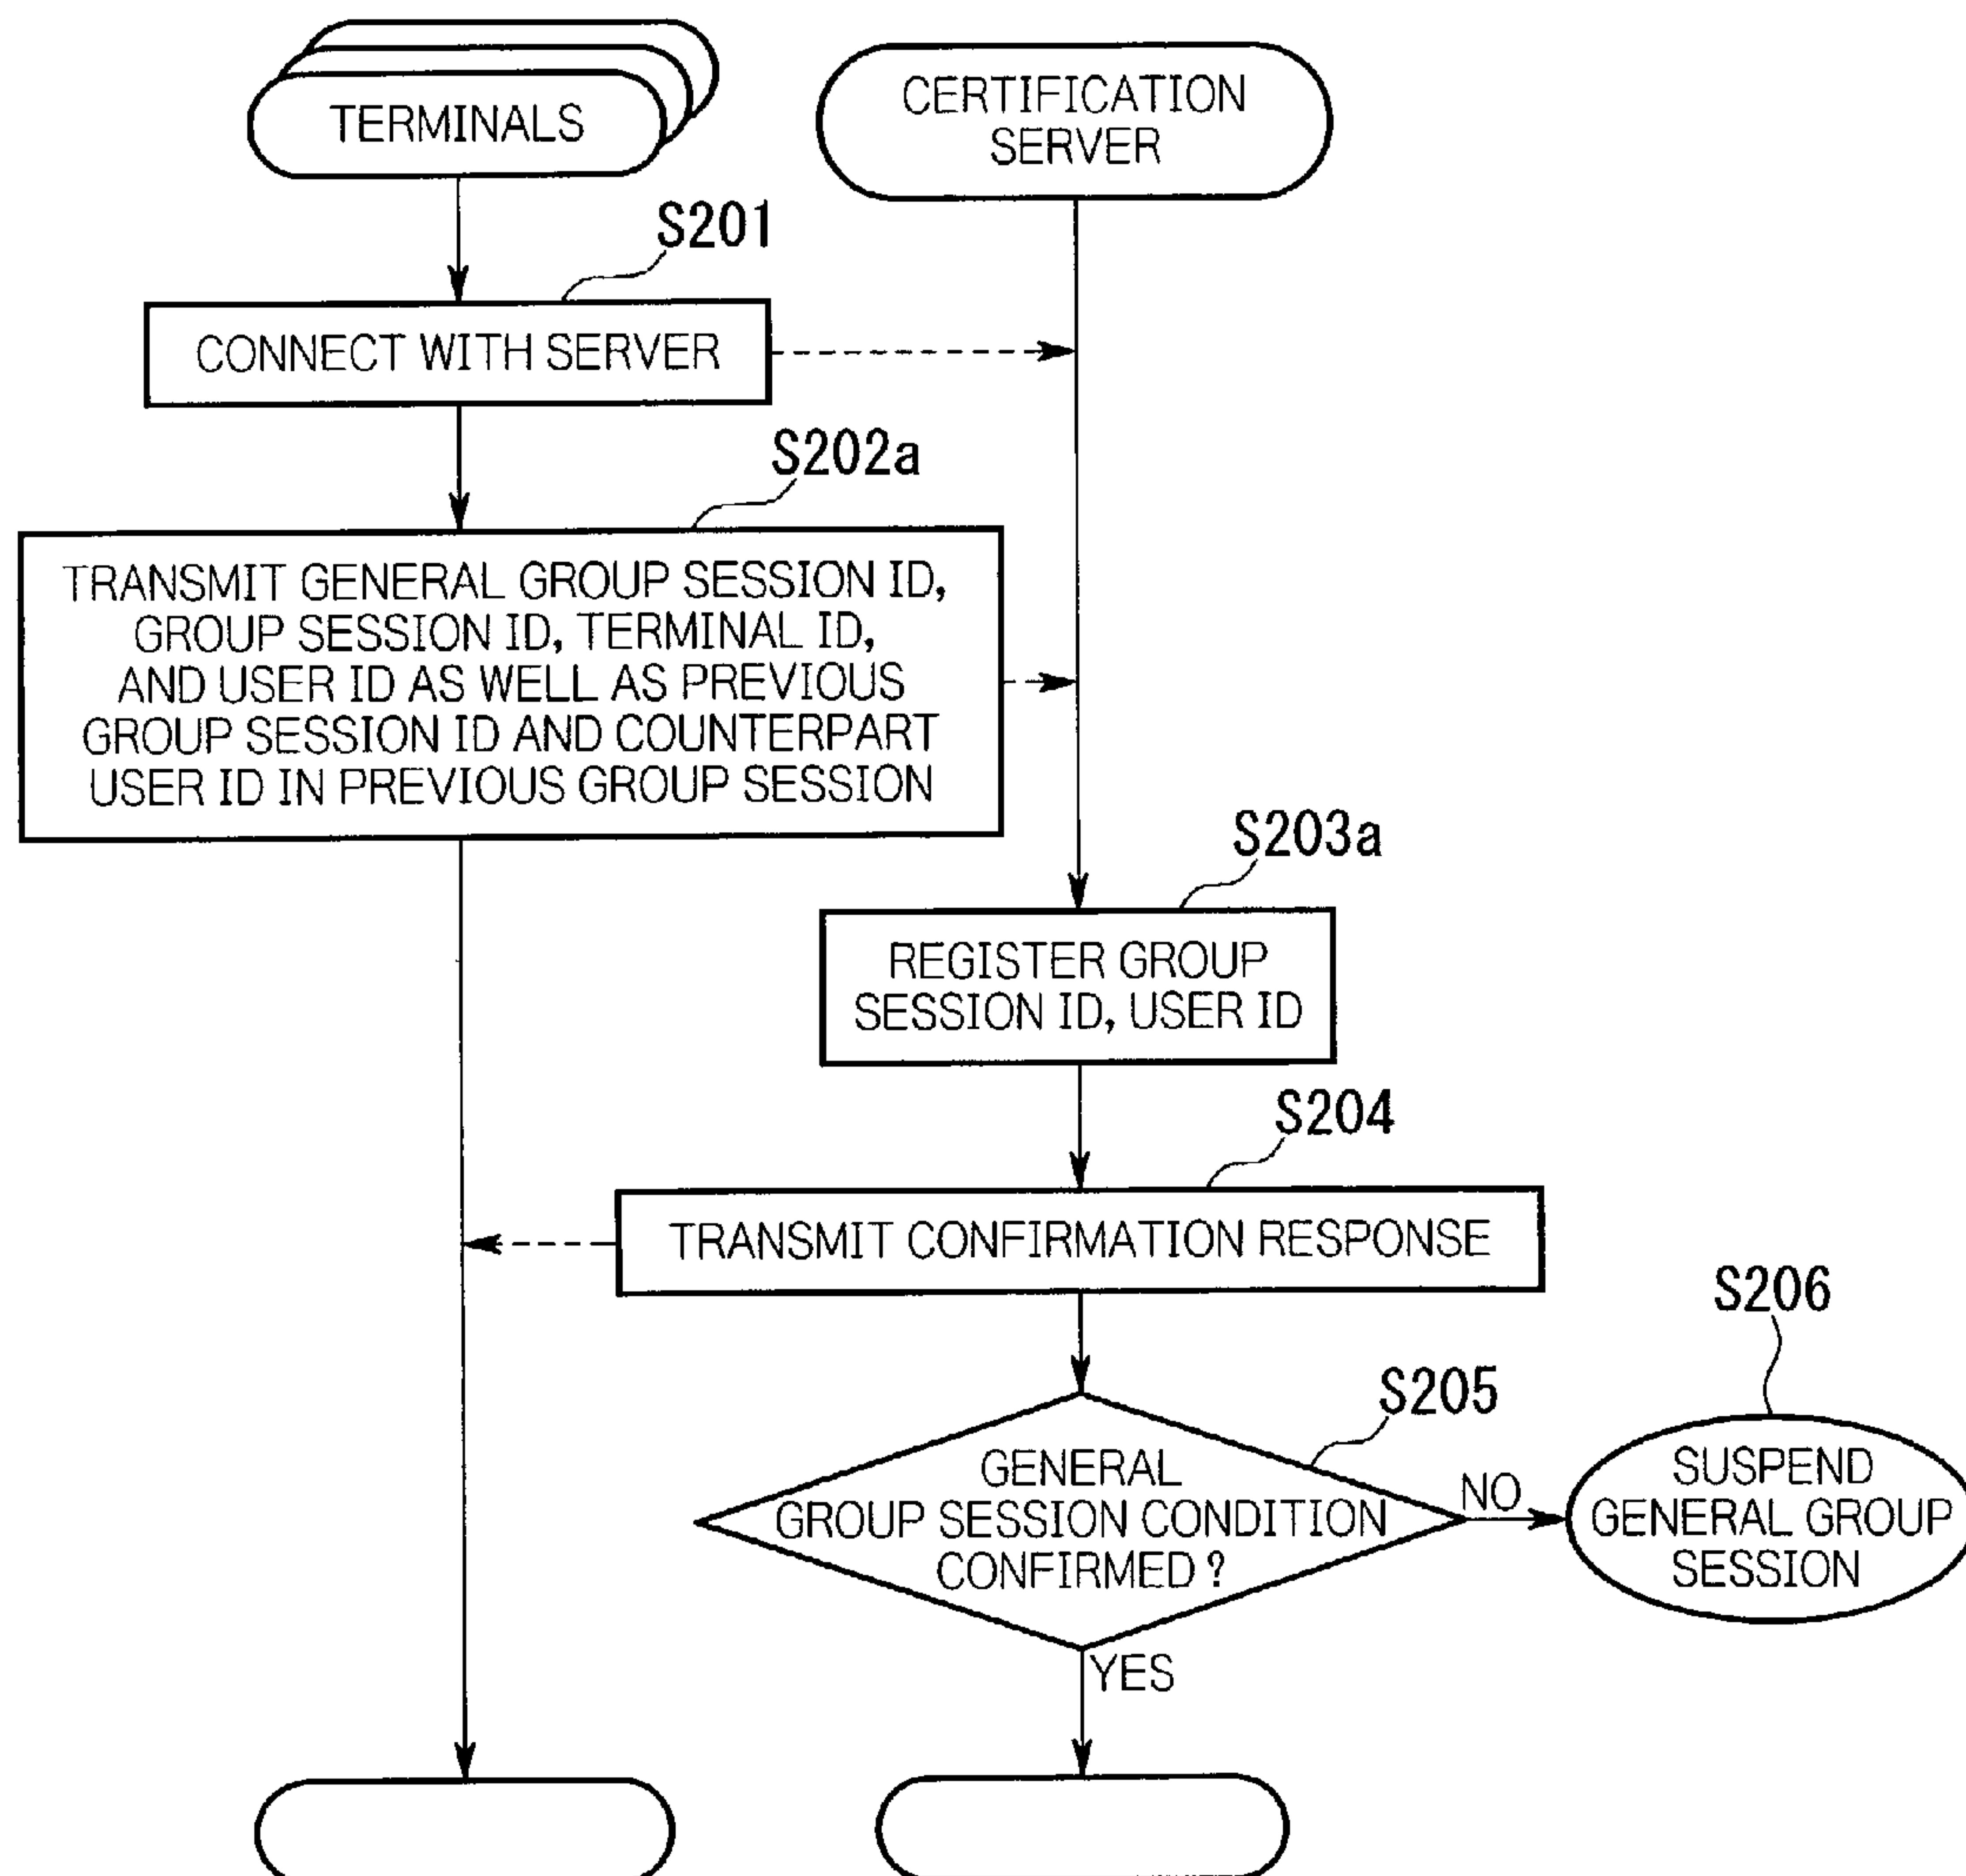 TERMINALS
CERTIFICATION
SERVER
S201
CONNECT WITH SERVER
S202a
TRANSMIT GENERAL GROUP SESSION ID,
GROUP SESSION ID, TERMINAL ID,
AND USER ID AS WELL AS PREVIOUS
GROUP SESSION ID AND COUNTERPART
USER ID IN PREVIOUS GROUP SESSION
S203a
REGISTER GROUP
SESSION ID, USER ID
S204
TRANSMIT CONFIRMATION RESPONSE
S205
GENERAL
GROUP SESSION CONDITION
CONFIRMED ?
NO
S206
SUSPEND
GENERAL GROUP
SESSION
YES